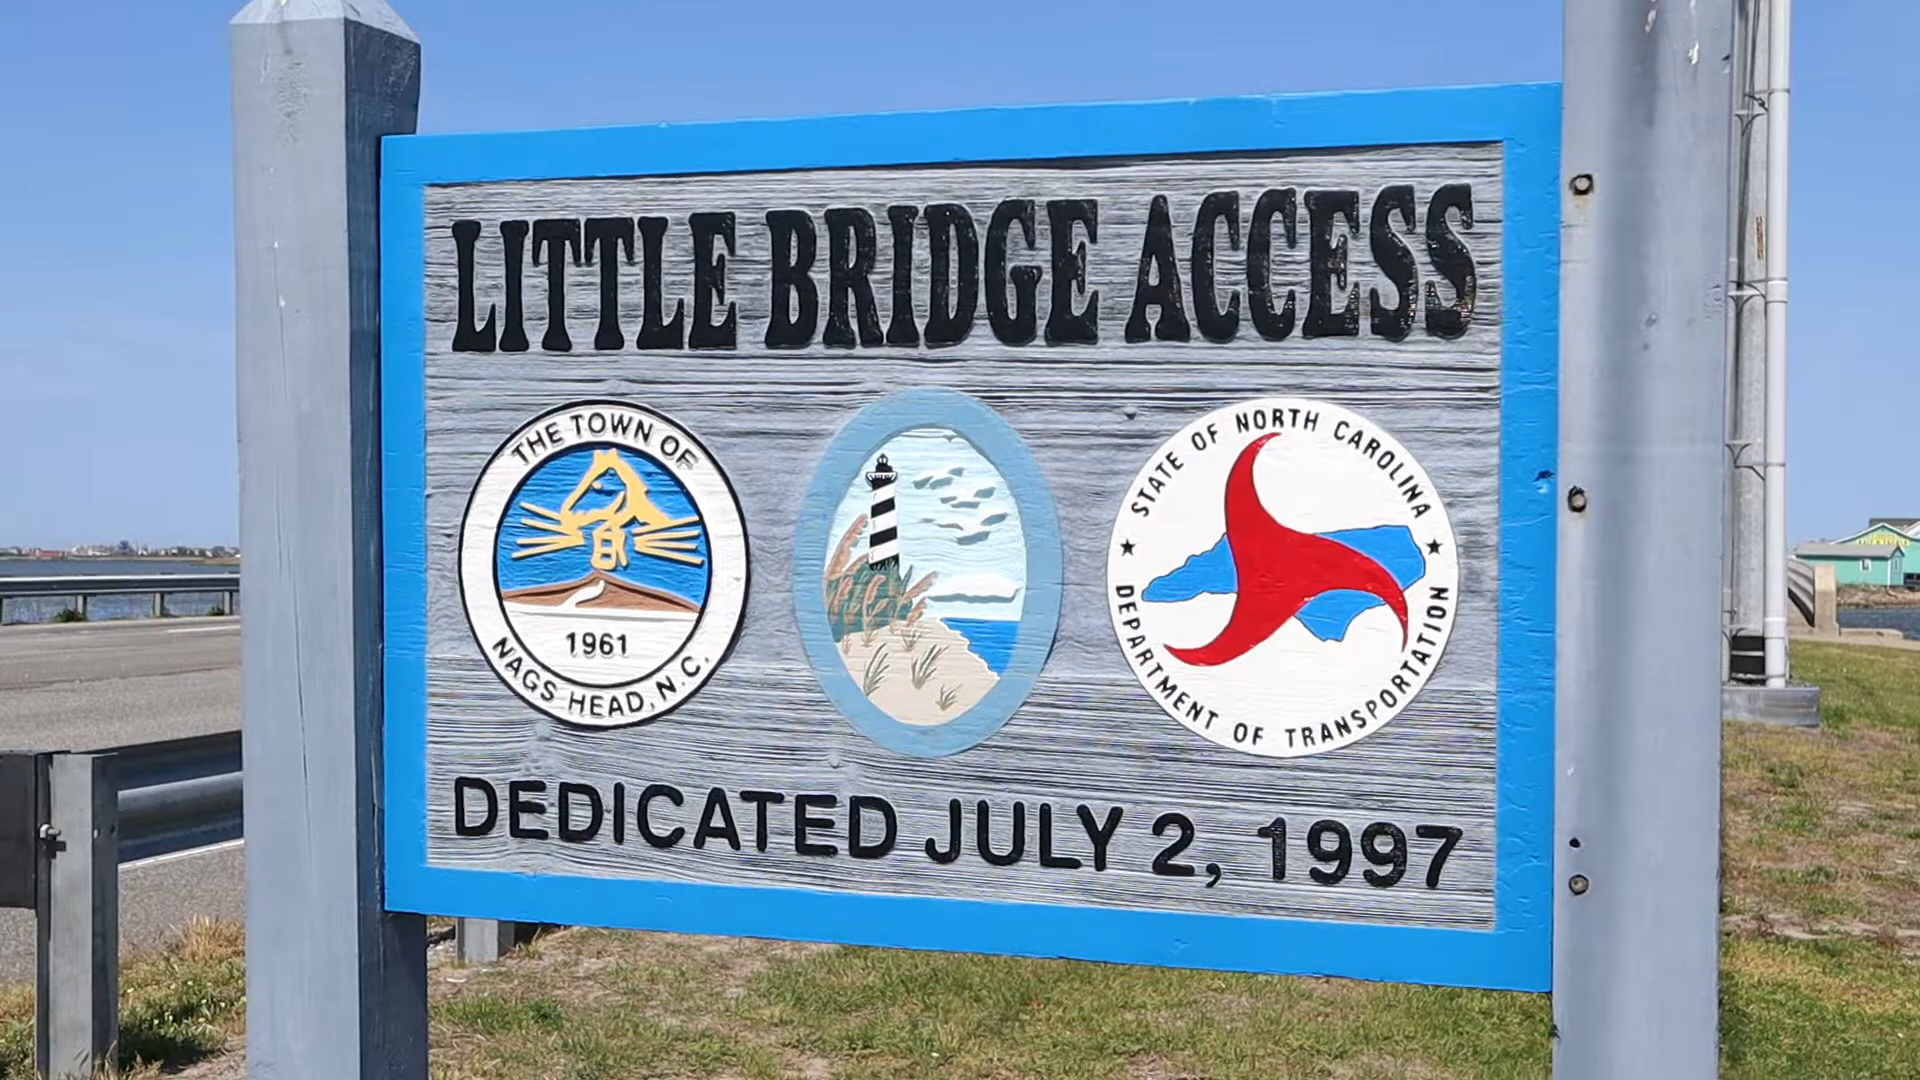 LITTLE BRIDGE ACCESS
THE TOWN OF
1961
NAGS HEAD, N.C.
STATE OF NORTH CAROLINA
DEPARTMENT OF TRANSPORTATION
DEDICATED JULY 2, 1997